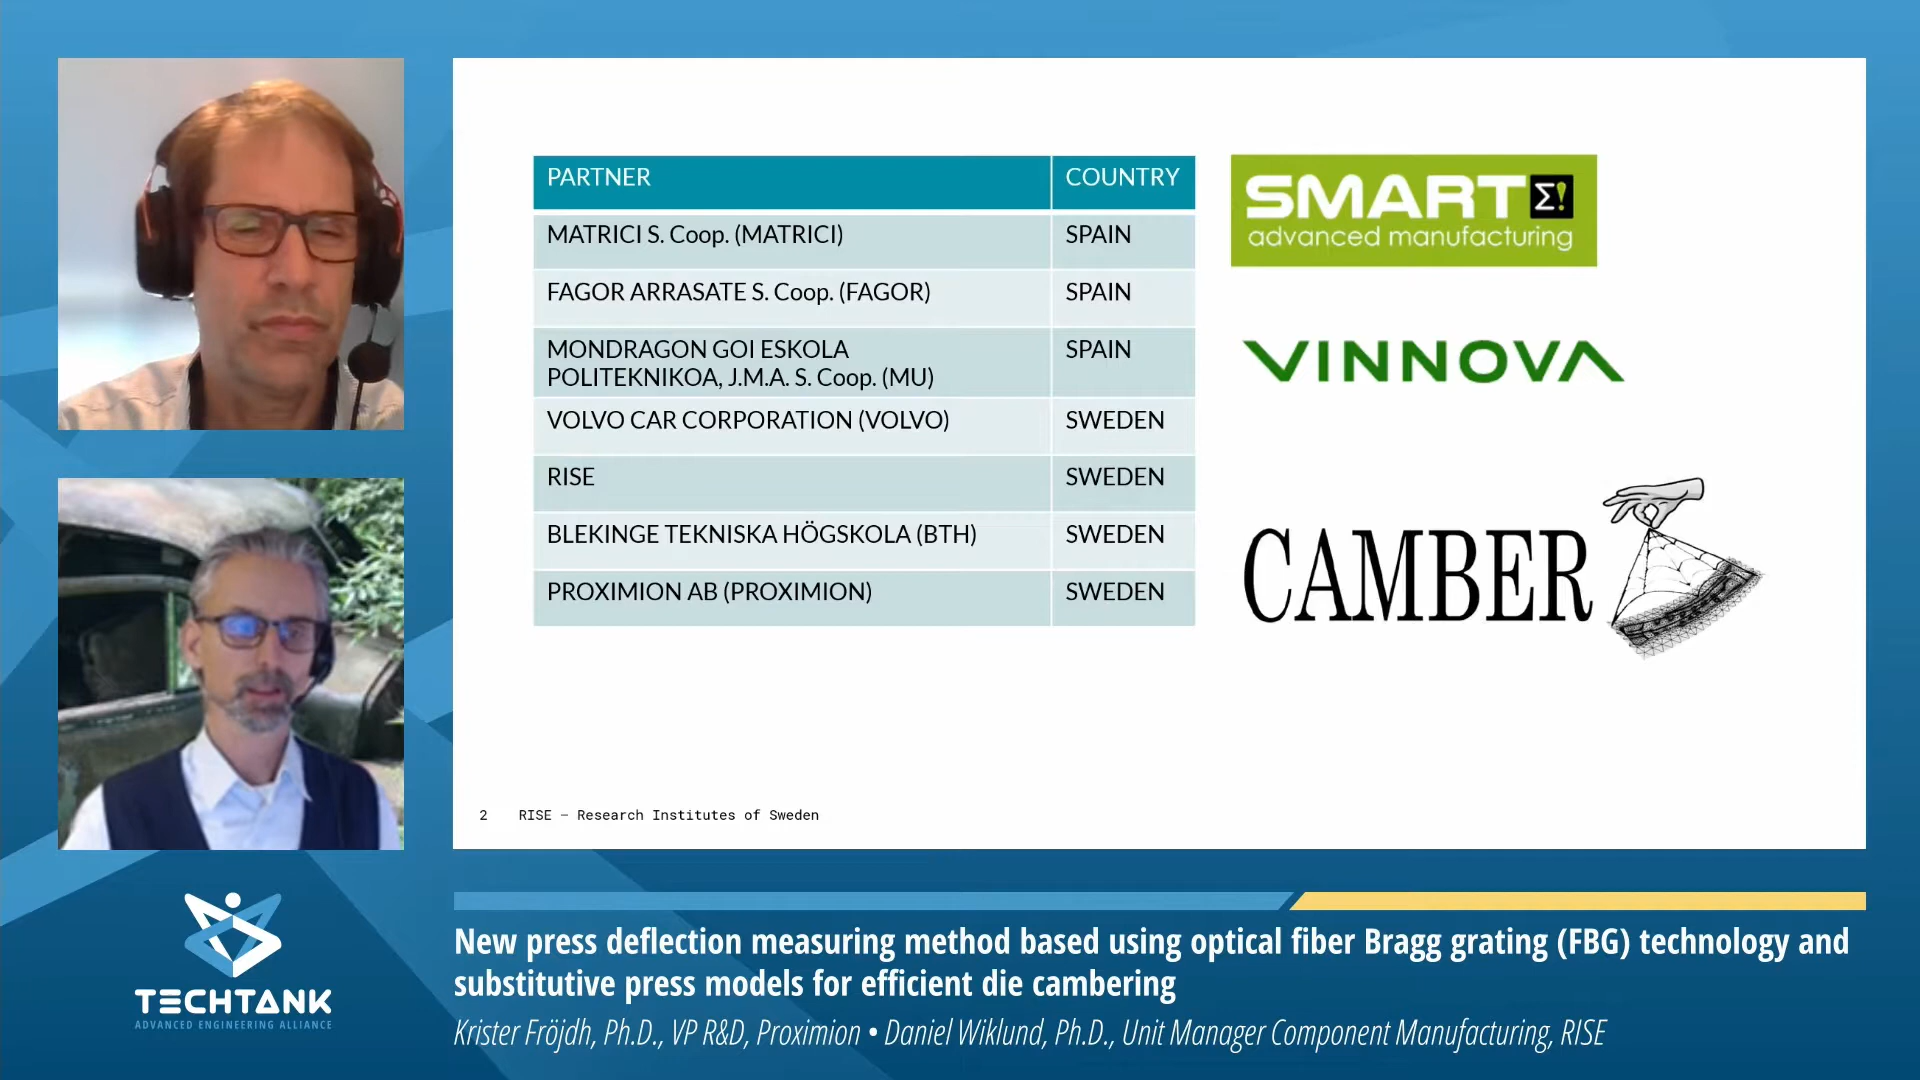 PARTNER COUNTRY
MATRICI S. Coop. (MATRICI) SPAIN
FAGOR ARRASATE S. Coop. (FAGOR) SPAIN
MONDRAGON GOI ESKOLA SPAIN
POLITEKNIKOA, J.M.A. S. Coop. (MU)
VOLVO CAR CORPORATION (VOLVO) SWEDEN
RISE SWEDEN
BLEKINGE TEKNISKA HÖGSKOLA (BTH) SWEDEN
PROXIMION AB (PROXIMION) SWEDEN
SMART Σ!
advanced manufacturing
VINNOVA
CAMBER
2 RISE – Research Institutes of Sweden
TECHTANK
ADVANCED ENGINEERING ALLIANCE
New press deflection measuring method based using optical fiber Bragg grating (FBG) technology and
substitutive press models for efficient die cambering
Krister Fröjdh, Ph.D., VP R&D, Proximion • Daniel Wiklund, Ph.D., Unit Manager Component Manufacturing, RISE